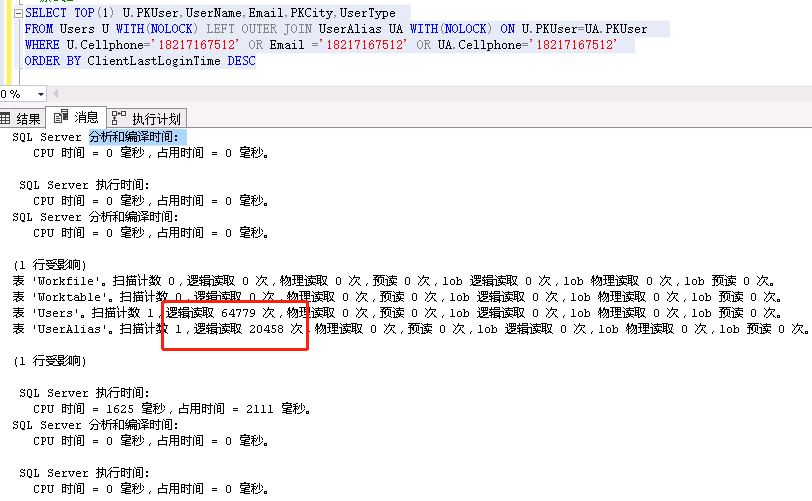 SELECT TOP(1) U.PKUser,UserName,Email,PKCity,UserType
FROM Users U WITH(NOLOCK) LEFT OUTER JOIN UserAlias UA WITH(NOLOCK) ON U.PKUser=UA.PKUser
WHERE U.Cellphone='18217167512' OR Email ='18217167512' OR UA.Cellphone='18217167512'
ORDER BY ClientLastLoginTime DESC
0 %
结果 消息 执行计划
SQL Server 分析和编译时间:
CPU 时间 = 0 毫秒，占用时间 = 0 毫秒。
SQL Server 执行时间:
CPU 时间 = 0 毫秒，占用时间 = 0 毫秒。
SQL Server 分析和编译时间:
CPU 时间 = 0 毫秒，占用时间 = 0 毫秒。
(1 行受影响)
表 'Workfile'。扫描计数 0，逻辑读取 0 次，物理读取 0 次，预读 0 次，lob 逻辑读取 0 次，lob 物理读取 0 次，lob 预读 0 次。
表 'Worktable'。扫描计数 0，逻辑读取 0 次，物理读取 0 次，预读 0 次，lob 逻辑读取 0 次，lob 物理读取 0 次，lob 预读 0 次。
表 'Users'。扫描计数 1，逻辑读取 64779 次，物理读取 0 次，预读 0 次，lob 逻辑读取 0 次，lob 物理读取 0 次，lob 预读 0 次。
表 'UserAlias'。扫描计数 1，逻辑读取 20458 次，物理读取 0 次，预读 0 次，lob 逻辑读取 0 次，lob 物理读取 0 次，lob 预读 0 次。
(1 行受影响)
SQL Server 执行时间:
CPU 时间 = 1625 毫秒，占用时间 = 2111 毫秒。
SQL Server 分析和编译时间:
CPU 时间 = 0 毫秒，占用时间 = 0 毫秒。
SQL Server 执行时间:
CPU 时间 = 0 毫秒，占用时间 = 0 毫秒。